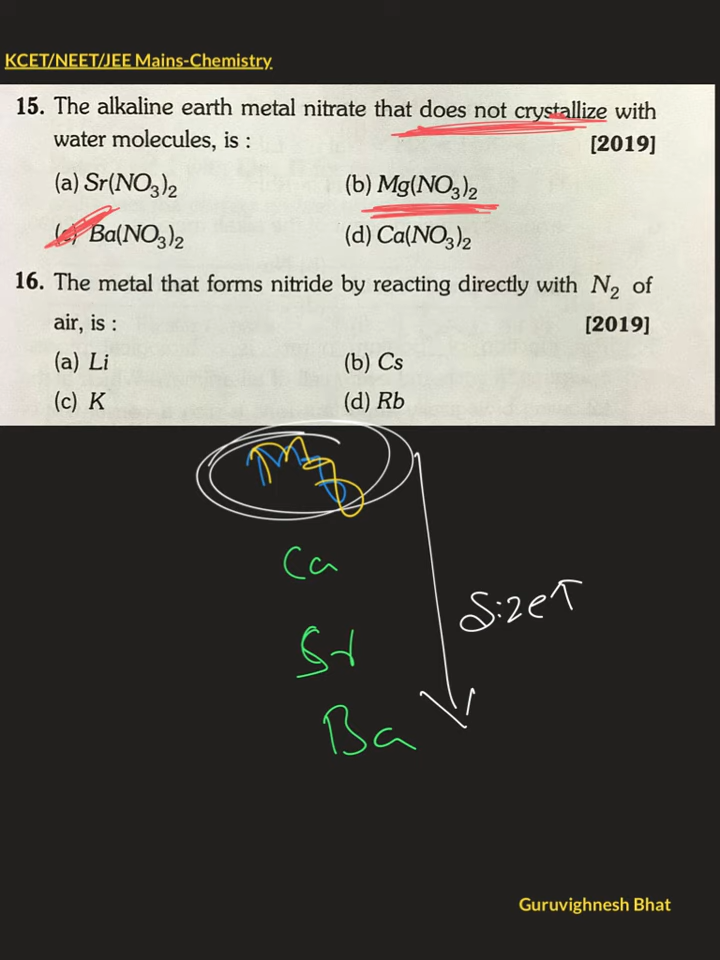 KCET/NEET/JEE Mains-Chemistry
15. The alkaline earth metal nitrate that does not crystallize with
water molecules, is : [2019]
(a) Sr(NO₃)₂ (b) Mg(NO₃)₂
(c) Ba(NO₃)₂ (d) Ca(NO₃)₂
16. The metal that forms nitride by reacting directly with N₂ of
air, is : [2019]
(a) Li (b) Cs
(c) K (d) Rb
Mg
Ca
Size↑
Sr
Ba
Guruvighnesh Bhat